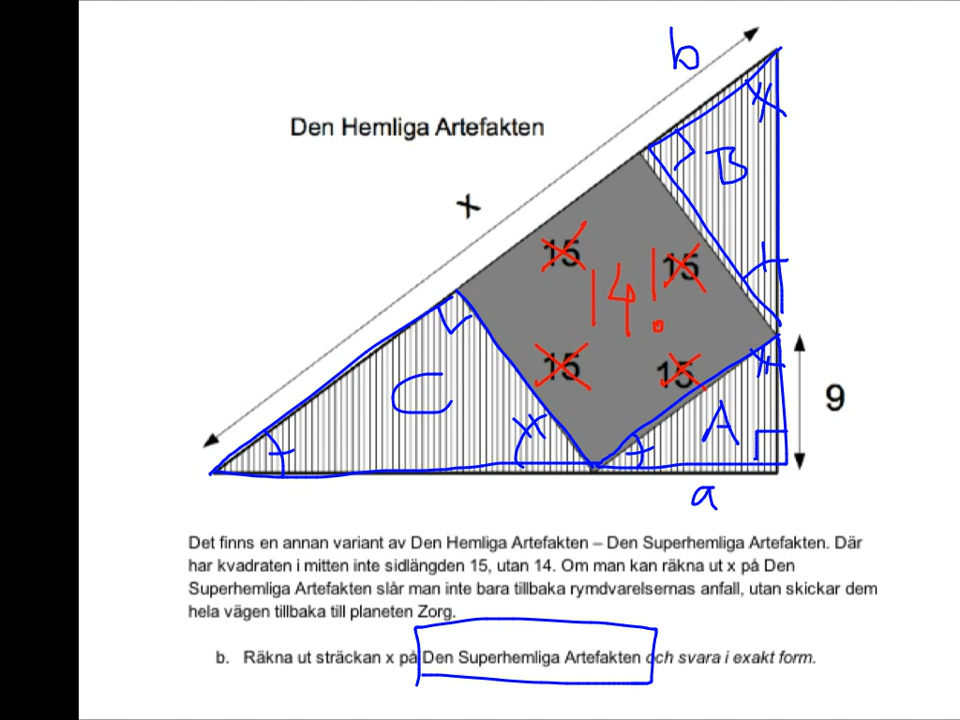 b
Den Hemliga Artefakten
B
x
15
15
14!
15
15
C
A
9
a
Det finns en annan variant av Den Hemliga Artefakten – Den Superhemliga Artefakten. Där
har kvadraten i mitten inte sidlängden 15, utan 14. Om man kan räkna ut x på Den
Superhemliga Artefakten slår man inte bara tillbaka rymdvarelsernas anfall, utan skickar dem
hela vägen tillbaka till planeten Zorg.
b. Räkna ut sträckan x på Den Superhemliga Artefakten och svara i exakt form.